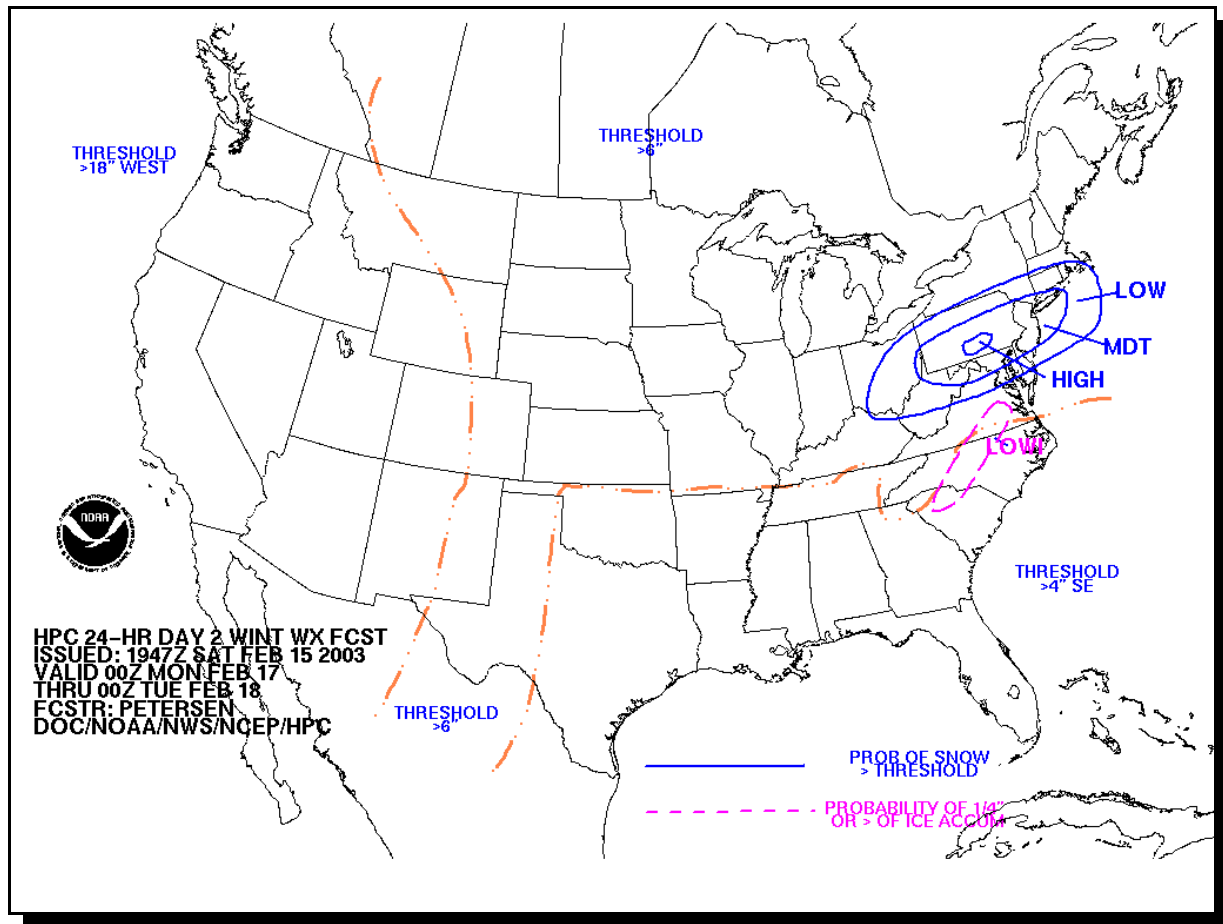 THRESHOLD
>18" WEST
THRESHOLD
>6"
LOW
MDT
HIGH
LOWI
NOAA
THRESHOLD
>4" SE
HPC 24-HR DAY 2 WINT WX FCST
ISSUED: 1947Z SAT FEB 15 2003
VALID 00Z MON FEB 17
THRU 00Z TUE FEB 18
FCSTR: PETERSEN
DOC/NOAA/NWS/NCEP/HPC
THRESHOLD
>6"
PROB OF SNOW
> THRESHOLD
PROBABILITY OF 1/4"
OR > OF ICE ACCUM